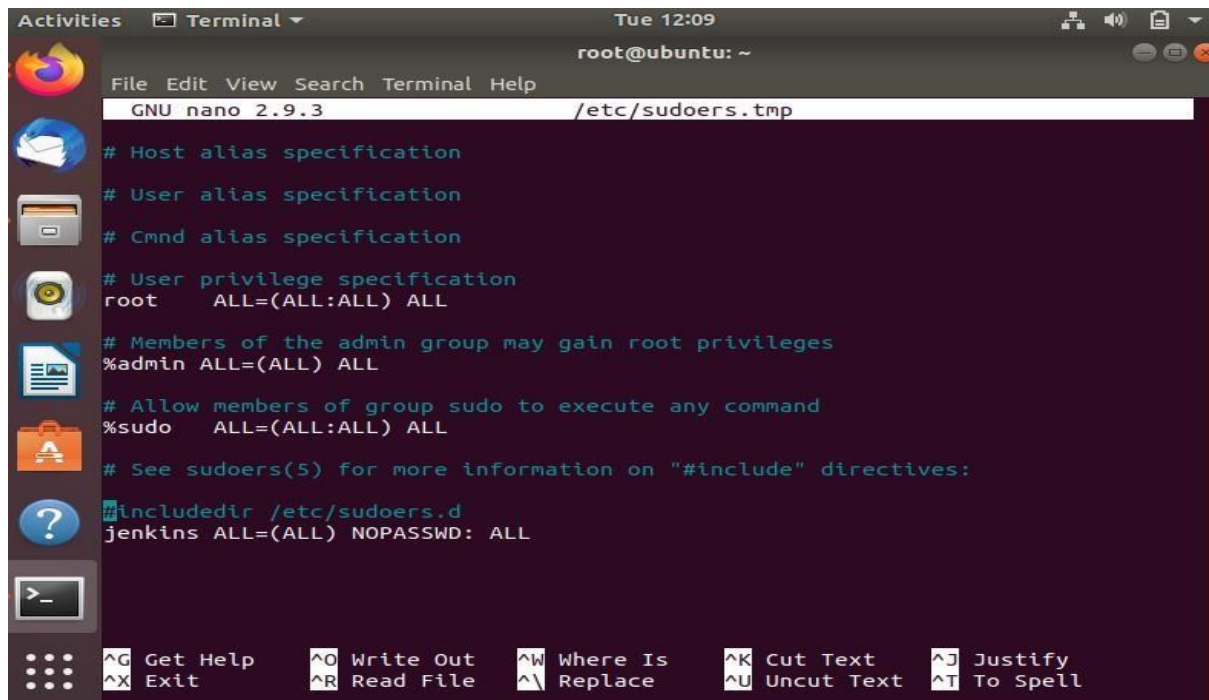 Activities Terminal Tue 12:09
root@ubuntu: ~
File Edit View Search Terminal Help
GNU nano 2.9.3 /etc/sudoers.tmp
# Host alias specification
# User alias specification
# Cmnd alias specification
# User privilege specification
root ALL=(ALL:ALL) ALL
# Members of the admin group may gain root privileges
%admin ALL=(ALL) ALL
# Allow members of group sudo to execute any command
%sudo ALL=(ALL:ALL) ALL
# See sudoers(5) for more information on "#include" directives:
#includedir /etc/sudoers.d
jenkins ALL=(ALL) NOPASSWD: ALL
^G Get Help ^O Write Out ^W Where Is ^K Cut Text ^J Justify
^X Exit ^R Read File ^\ Replace ^U Uncut Text ^T To Spell